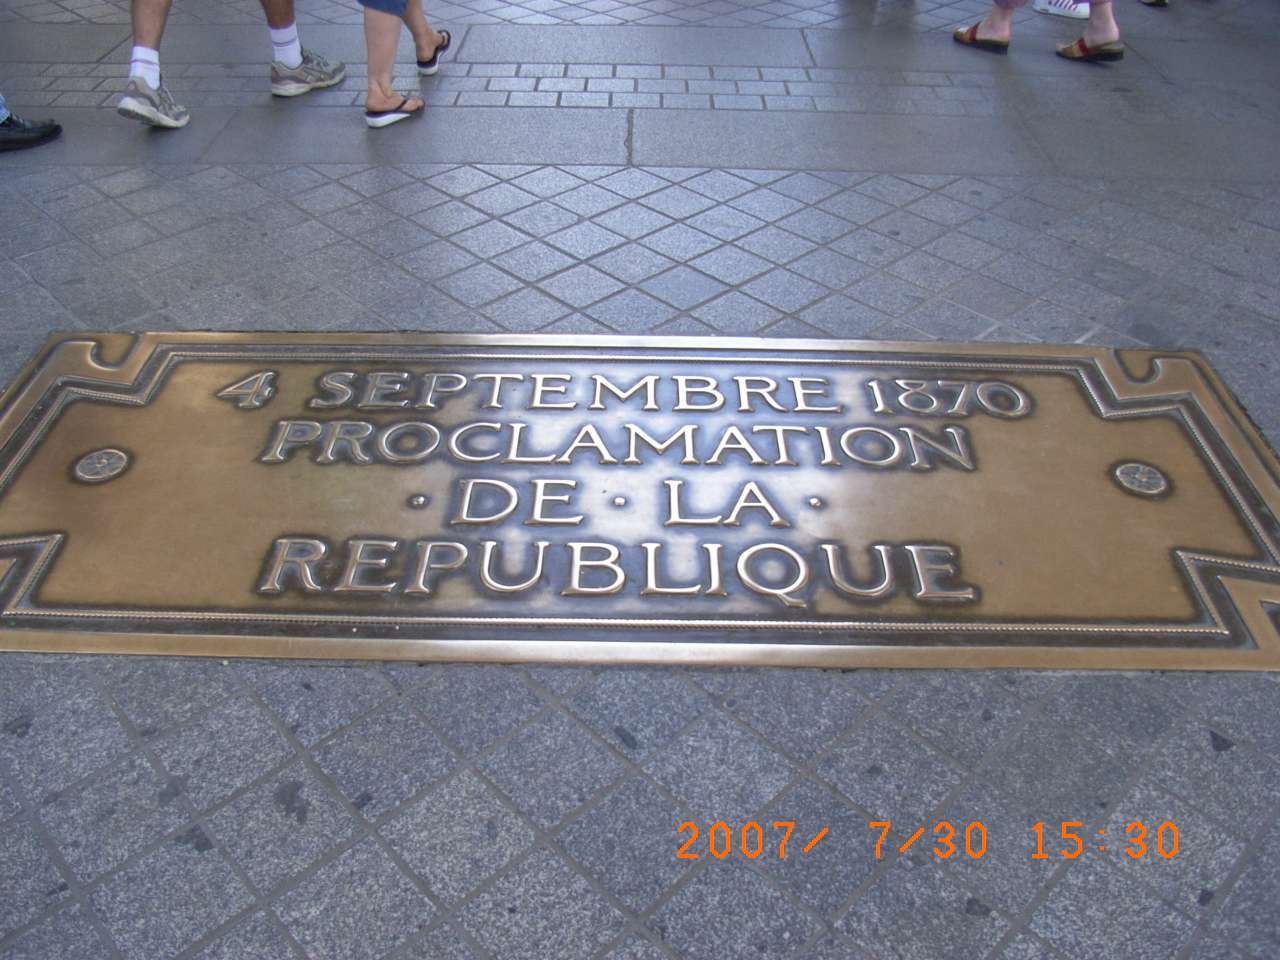 4 SEPTEMBRE 1870
PROCLAMATION
· DE · LA ·
REPUBLIQUE
2007/ 7/30 15:30